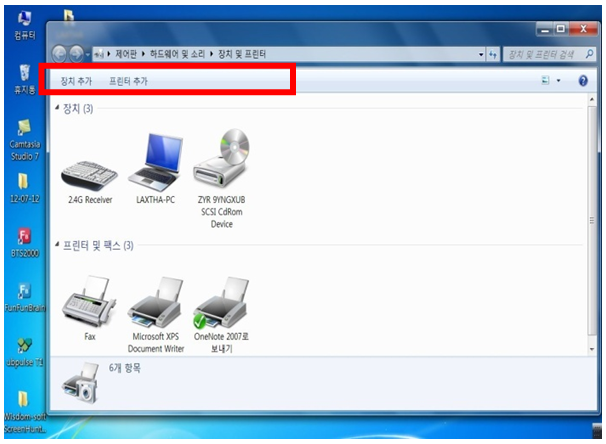 컴퓨터
휴지통
Camtasia
Studio 7
12-07-12
BTS2000
FunFunBrain
ubpulse T1
Wisdom-soft
ScreenHunt...
제어판 ▸ 하드웨어 및 소리 ▸ 장치 및 프린터
장치 및 프린터 검색
장치 추가 프린터 추가
장치 (3)
2.4G Receiver
LAXTHA-PC
ZYR 9YNGXUB
SCSI CdRom
Device
프린터 및 팩스 (3)
Fax
Microsoft XPS
Document Writer
OneNote 2007로
보내기
6개 항목